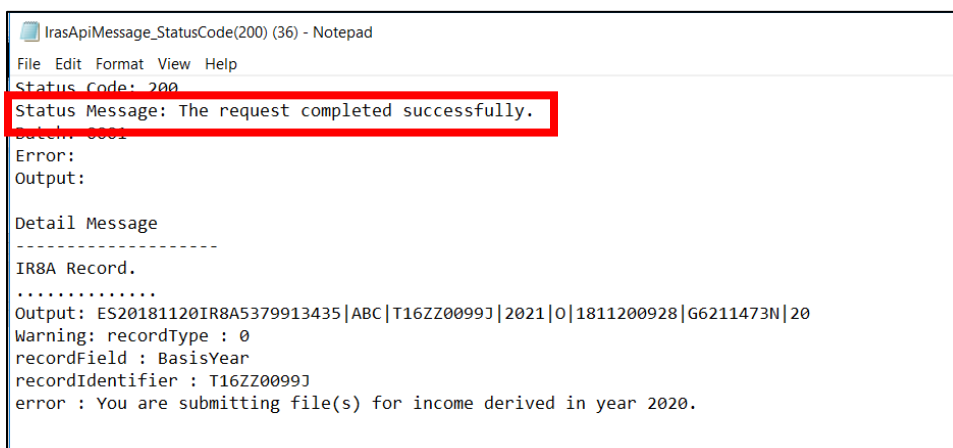 IrasApiMessage_StatusCode(200) (36) - Notepad
File Edit Format View Help
Status Code: 200
Status Message: The request completed successfully.
Batch: 0001
Error:
Output:
Detail Message
--------------------
IR8A Record.
..............
Output: ES20181120IR8A5379913435|ABC|T16ZZ0099J|2021|O|1811200928|G6211473N|20
Warning: recordType : 0
recordField : BasisYear
recordIdentifier : T16ZZ0099J
error : You are submitting file(s) for income derived in year 2020.